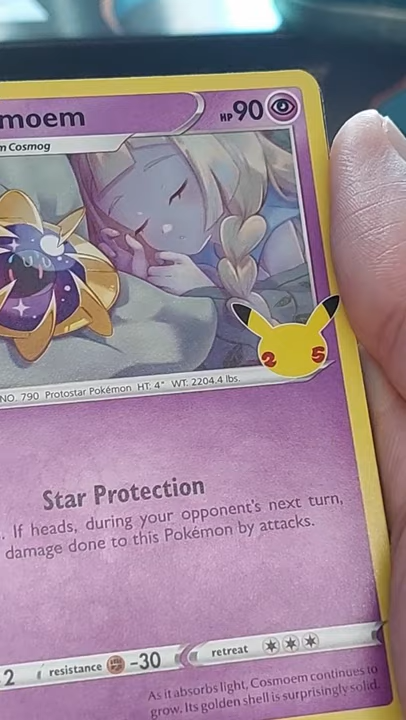 moem
HP 90
m Cosmog
25
NO. 790 Protostar Pokémon HT: 4" WT: 2204.4 lbs.
Star Protection
. If heads, during your opponent's next turn,
damage done to this Pokémon by attacks.
2 resistance -30 retreat
As it absorbs light, Cosmoem continues to
grow. Its golden shell is surprisingly solid.